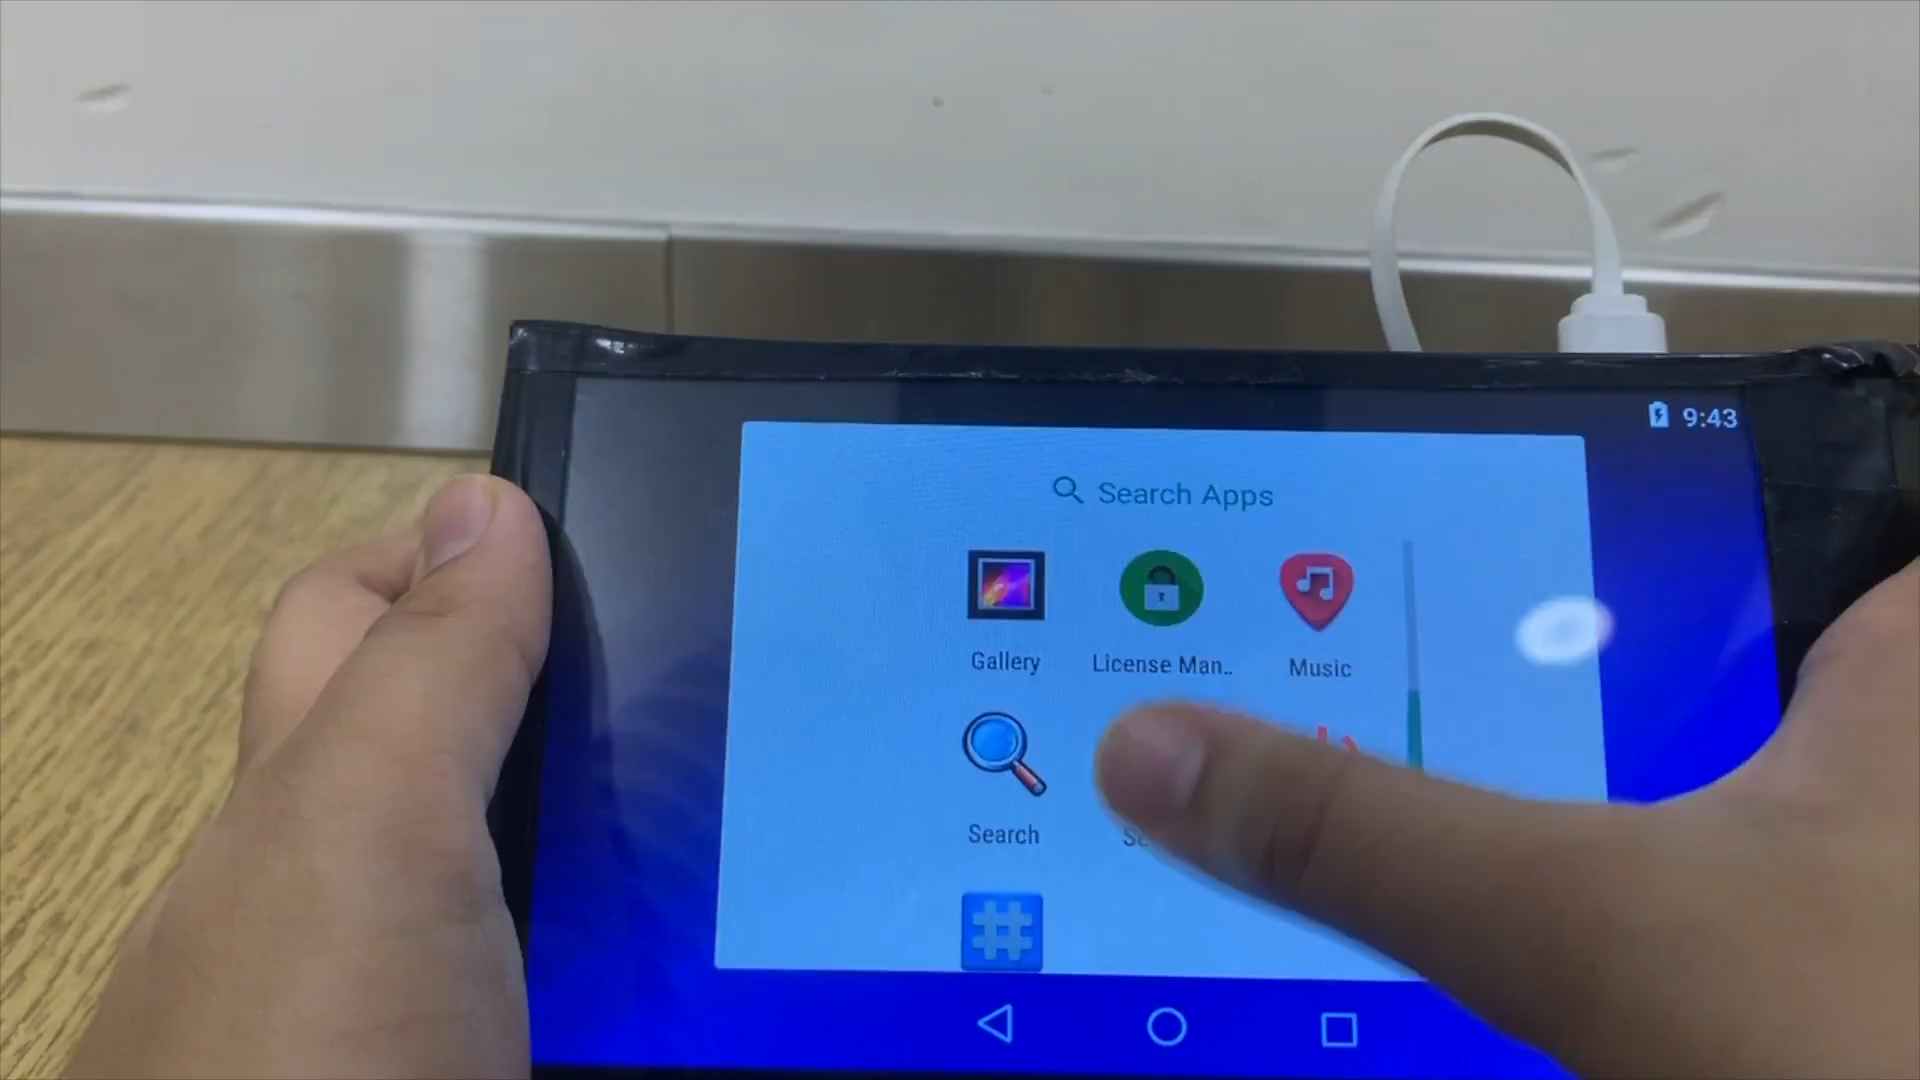 9:43
Search Apps
Gallery
License Man..
Music
Search